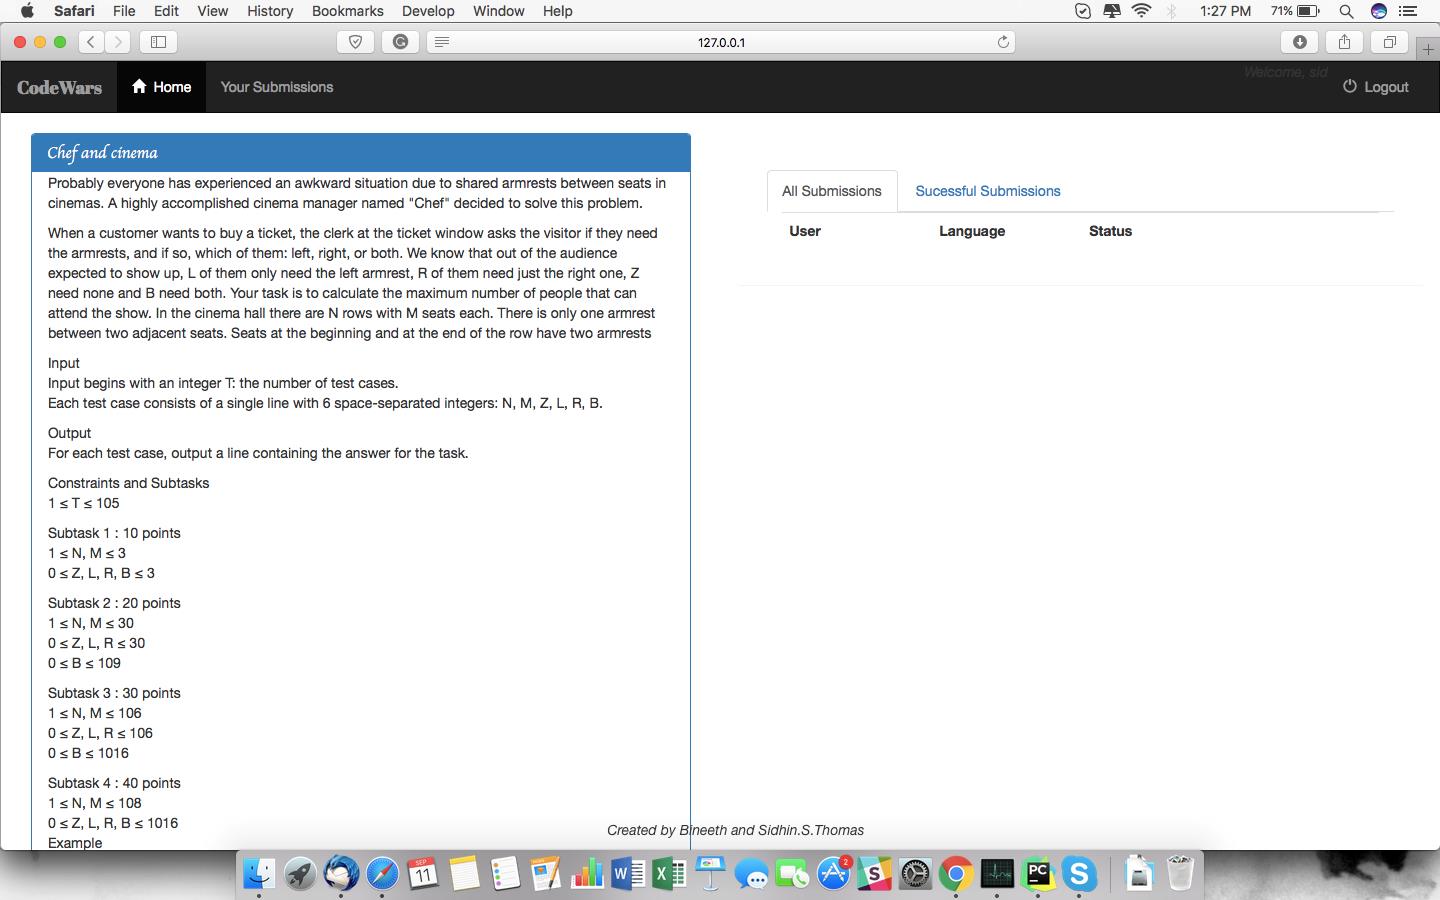 Safari File Edit View History Bookmarks Develop Window Help 1:27 PM 71%
127.0.0.1
CodeWars Home Your Submissions Welcome, sid Logout
Chef and cinema
Probably everyone has experienced an awkward situation due to shared armrests between seats in
cinemas. A highly accomplished cinema manager named "Chef" decided to solve this problem.
When a customer wants to buy a ticket, the clerk at the ticket window asks the visitor if they need
the armrests, and if so, which of them: left, right, or both. We know that out of the audience
expected to show up, L of them only need the left armrest, R of them need just the right one, Z
need none and B need both. Your task is to calculate the maximum number of people that can
attend the show. In the cinema hall there are N rows with M seats each. There is only one armrest
between two adjacent seats. Seats at the beginning and at the end of the row have two armrests
Input
Input begins with an integer T: the number of test cases.
Each test case consists of a single line with 6 space-separated integers: N, M, Z, L, R, B.
Output
For each test case, output a line containing the answer for the task.
Constraints and Subtasks
1 ≤ T ≤ 105
Subtask 1 : 10 points
1 ≤ N, M ≤ 3
0 ≤ Z, L, R, B ≤ 3
Subtask 2 : 20 points
1 ≤ N, M ≤ 30
0 ≤ Z, L, R ≤ 30
0 ≤ B ≤ 109
Subtask 3 : 30 points
1 ≤ N, M ≤ 106
0 ≤ Z, L, R ≤ 106
0 ≤ B ≤ 1016
Subtask 4 : 40 points
1 ≤ N, M ≤ 108
0 ≤ Z, L, R, B ≤ 1016
Example
All Submissions Sucessful Submissions
User Language Status
Created by Bineeth and Sidhin.S.Thomas
SEP
11
W
X
2
S
PC
S